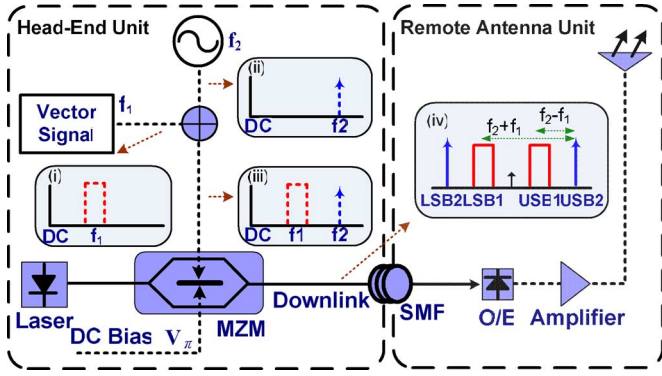 Head-End Unit
f₂
Vector
Signal
f₁
(ii)
DC
f2
(i)
DC
f₁
(iii)
DC
f1
f2
Laser
MZM
DC Bias Vπ
Downlink
SMF
Remote Antenna Unit
(iv)
f₂+f₁
f₂-f₁
LSB2
LSB1
USB1
USB2
O/E
Amplifier